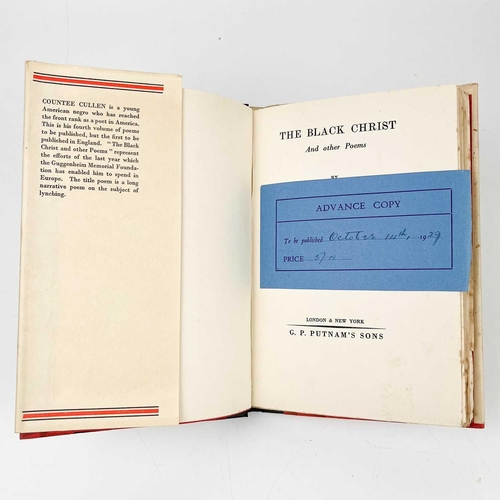 COUNTEE CULLEN is a young
American negro who has reached
the front rank as a poet in America.
This is his fourth volume of poems
to be published, but the first to be
published in England. "The Black
Christ and other Poems" represent
the efforts of the last year which
the Guggenheim Memorial Founda-
tion has enabled him to spend in
Europe. The title poem is a long
narrative poem on the subject of
lynching.
THE BLACK CHRIST
And other Poems
BY
ADVANCE COPY
To be published October 14th, 1929
PRICE 5/n
LONDON & NEW YORK
G. P. PUTNAM'S SONS